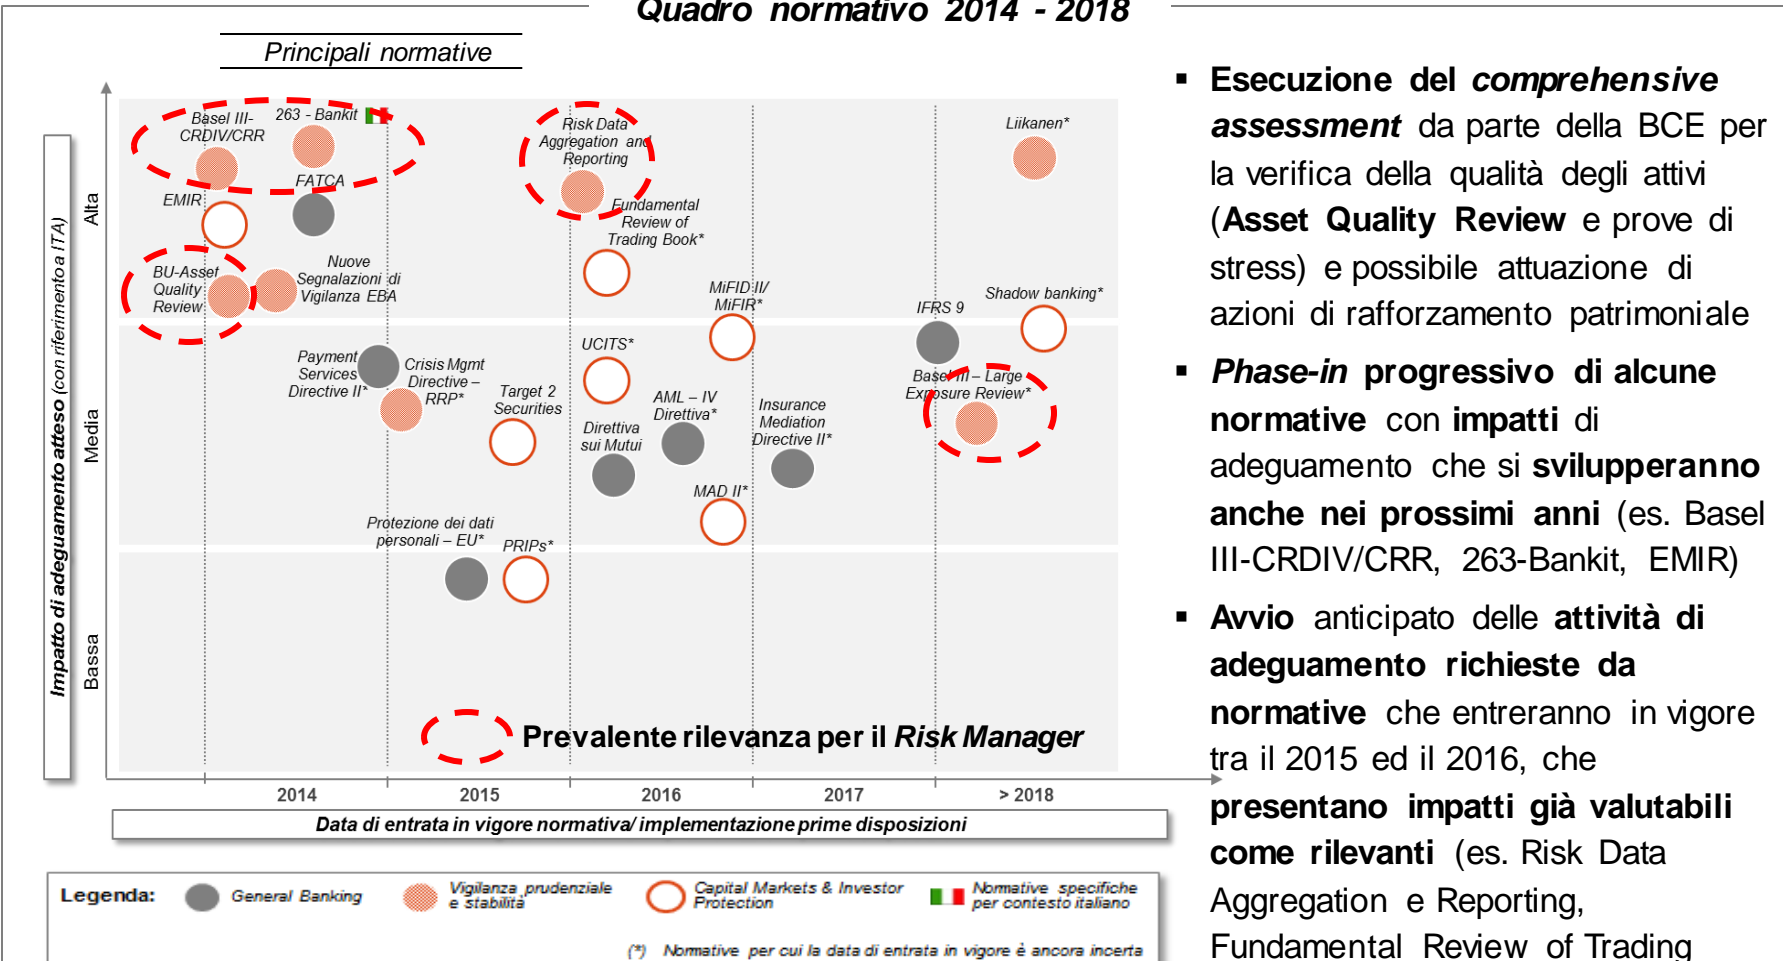 Quadro normativo 2014 - 2018
Principali normative
Impatto di adeguamento atteso (con riferimento a ITA)
Alta
Media
Bassa
Basel III-
CRDIV/CRR
263 - Bankit
FATCA
EMIR
BU-Asset
Quality
Review
Nuove
Segnalazioni di
Vigilanza EBA
Risk Data
Aggregation and
Reporting
Fundamental
Review of
Trading Book*
MiFID II/
MiFIR*
Liikanen*
IFRS 9
Shadow banking*
Payment
Services
Directive II*
Crisis Mgmt
Directive –
RRP*
Target 2
Securities
UCITS*
Direttiva
sui Mutui
AML – IV
Direttiva*
Insurance
Mediation
Directive II*
Basel III – Large
Exposure Review*
MAD II*
Protezione dei dati
personali – EU*
PRIPs*
Prevalente rilevanza per il Risk Manager
2014
2015
2016
2017
> 2018
Data di entrata in vigore normativa/ implementazione prime disposizioni
Legenda:
General Banking
Vigilanza prudenziale
e stabilità
Capital Markets & Investor
Protection
Normative specifiche
per contesto italiano
(*) Normative per cui la data di entrata in vigore è ancora incerta
▪ Esecuzione del comprehensive
assessment da parte della BCE per
la verifica della qualità degli attivi
(Asset Quality Review e prove di
stress) e possibile attuazione di
azioni di rafforzamento patrimoniale
▪ Phase-in progressivo di alcune
normative con impatti di
adeguamento che si svilupperanno
anche nei prossimi anni (es. Basel
III-CRDIV/CRR, 263-Bankit, EMIR)
▪ Avvio anticipato delle attività di
adeguamento richieste da
normative che entreranno in vigore
tra il 2015 ed il 2016, che
presentano impatti già valutabili
come rilevanti (es. Risk Data
Aggregation e Reporting,
Fundamental Review of Trading